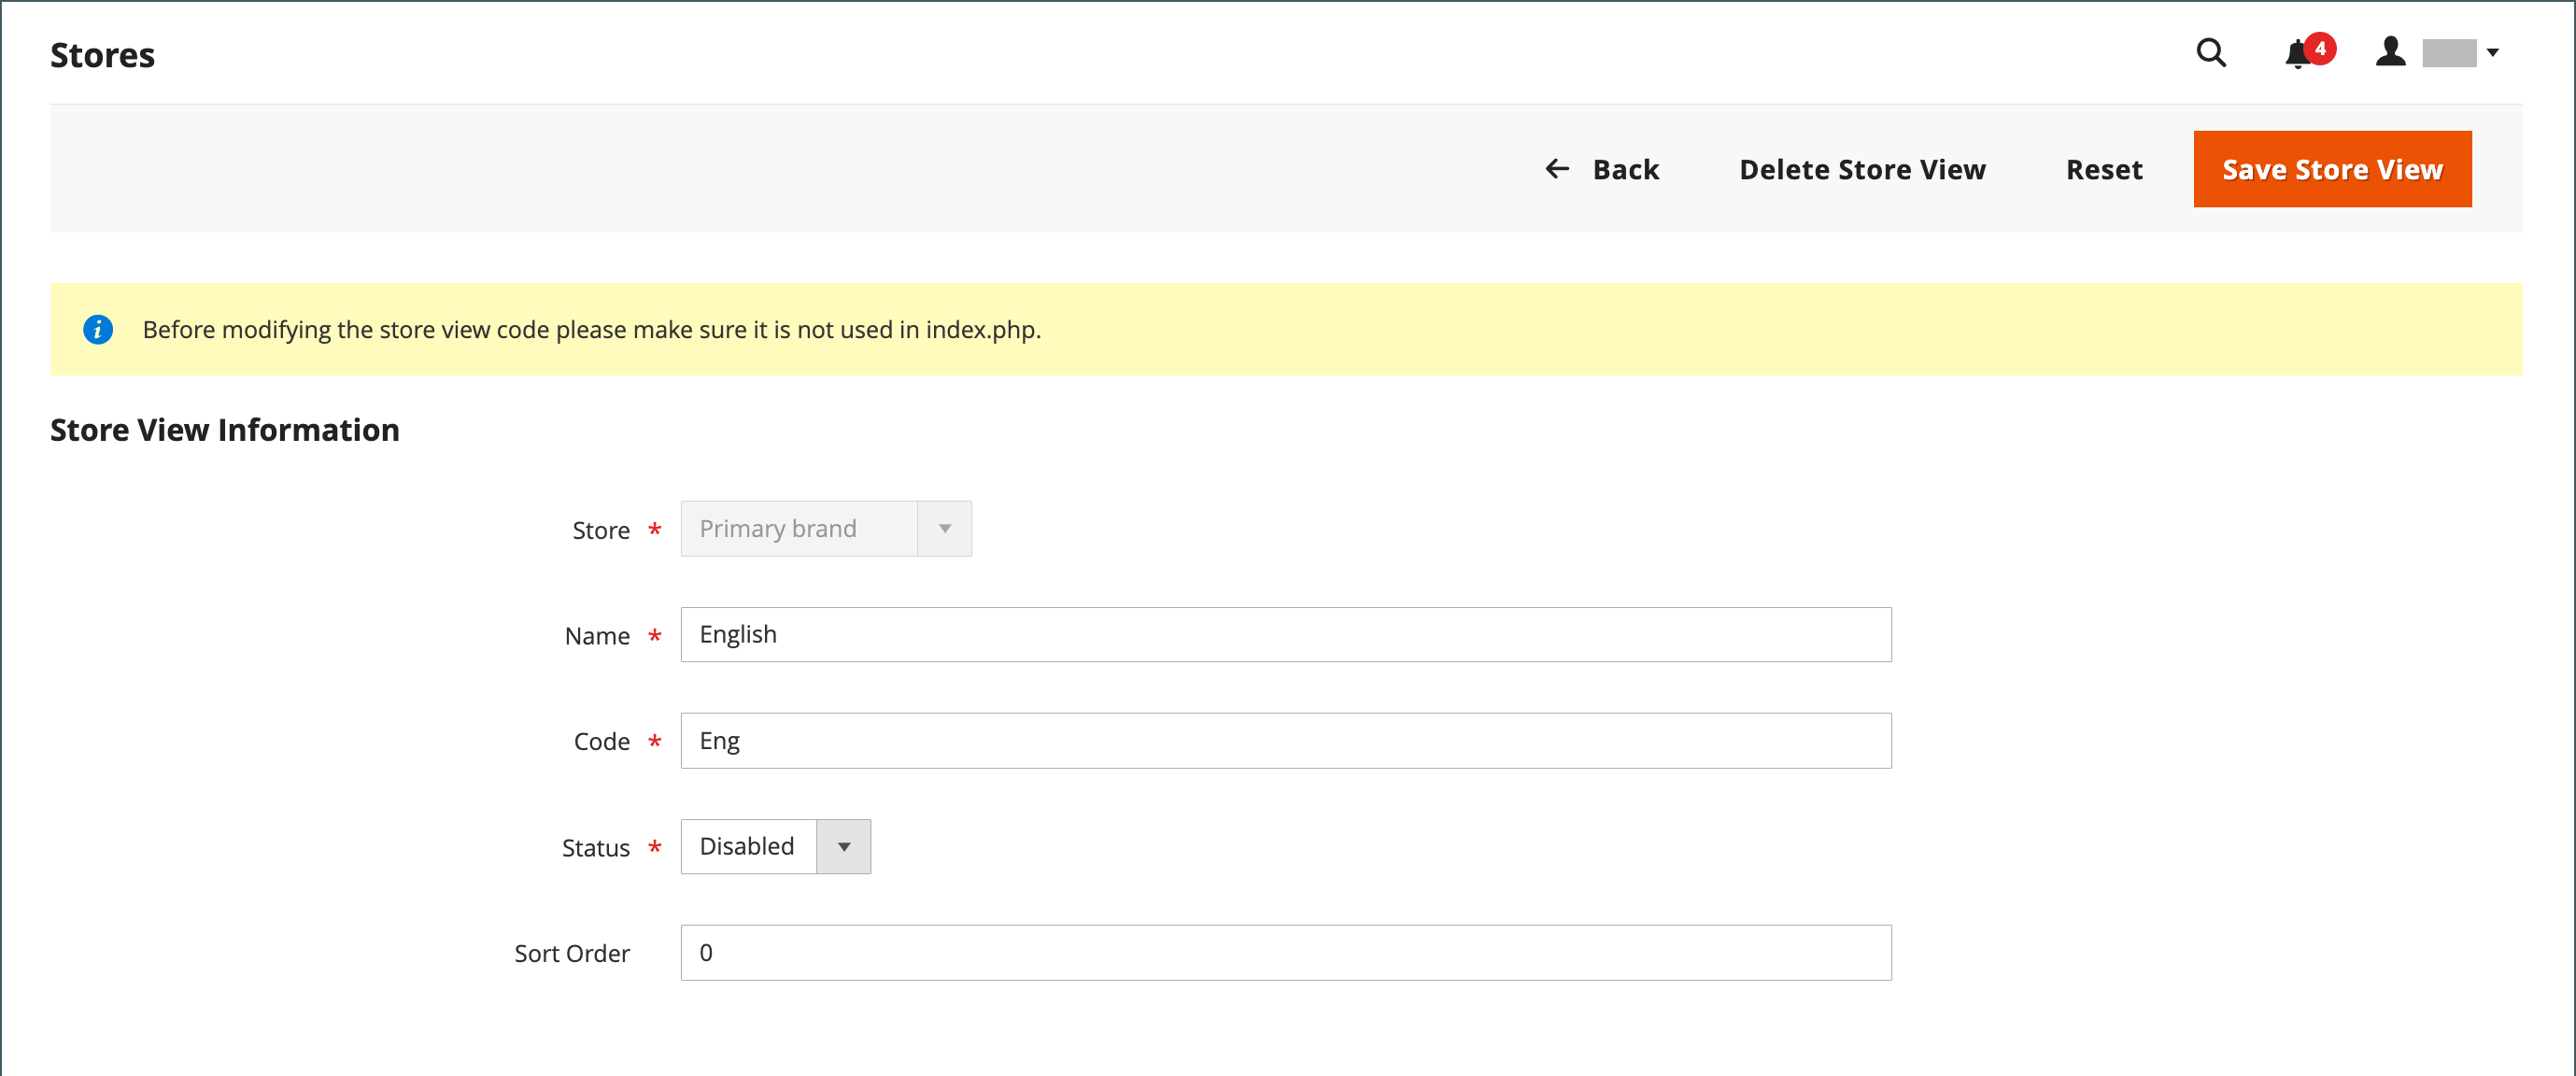 Stores
4
Back
Delete Store View
Reset
Save Store View
Before modifying the store view code please make sure it is not used in index.php.
Store View Information
Store * Primary brand
Name * English
Code * Eng
Status * Disabled
Sort Order 0